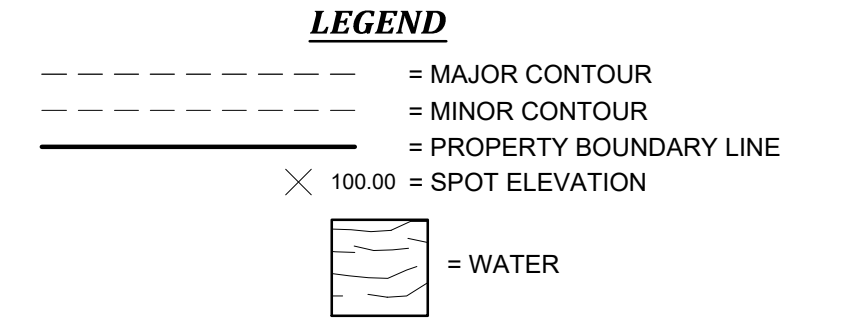 LEGEND
= MAJOR CONTOUR
= MINOR CONTOUR
= PROPERTY BOUNDARY LINE
100.00 = SPOT ELEVATION
= WATER